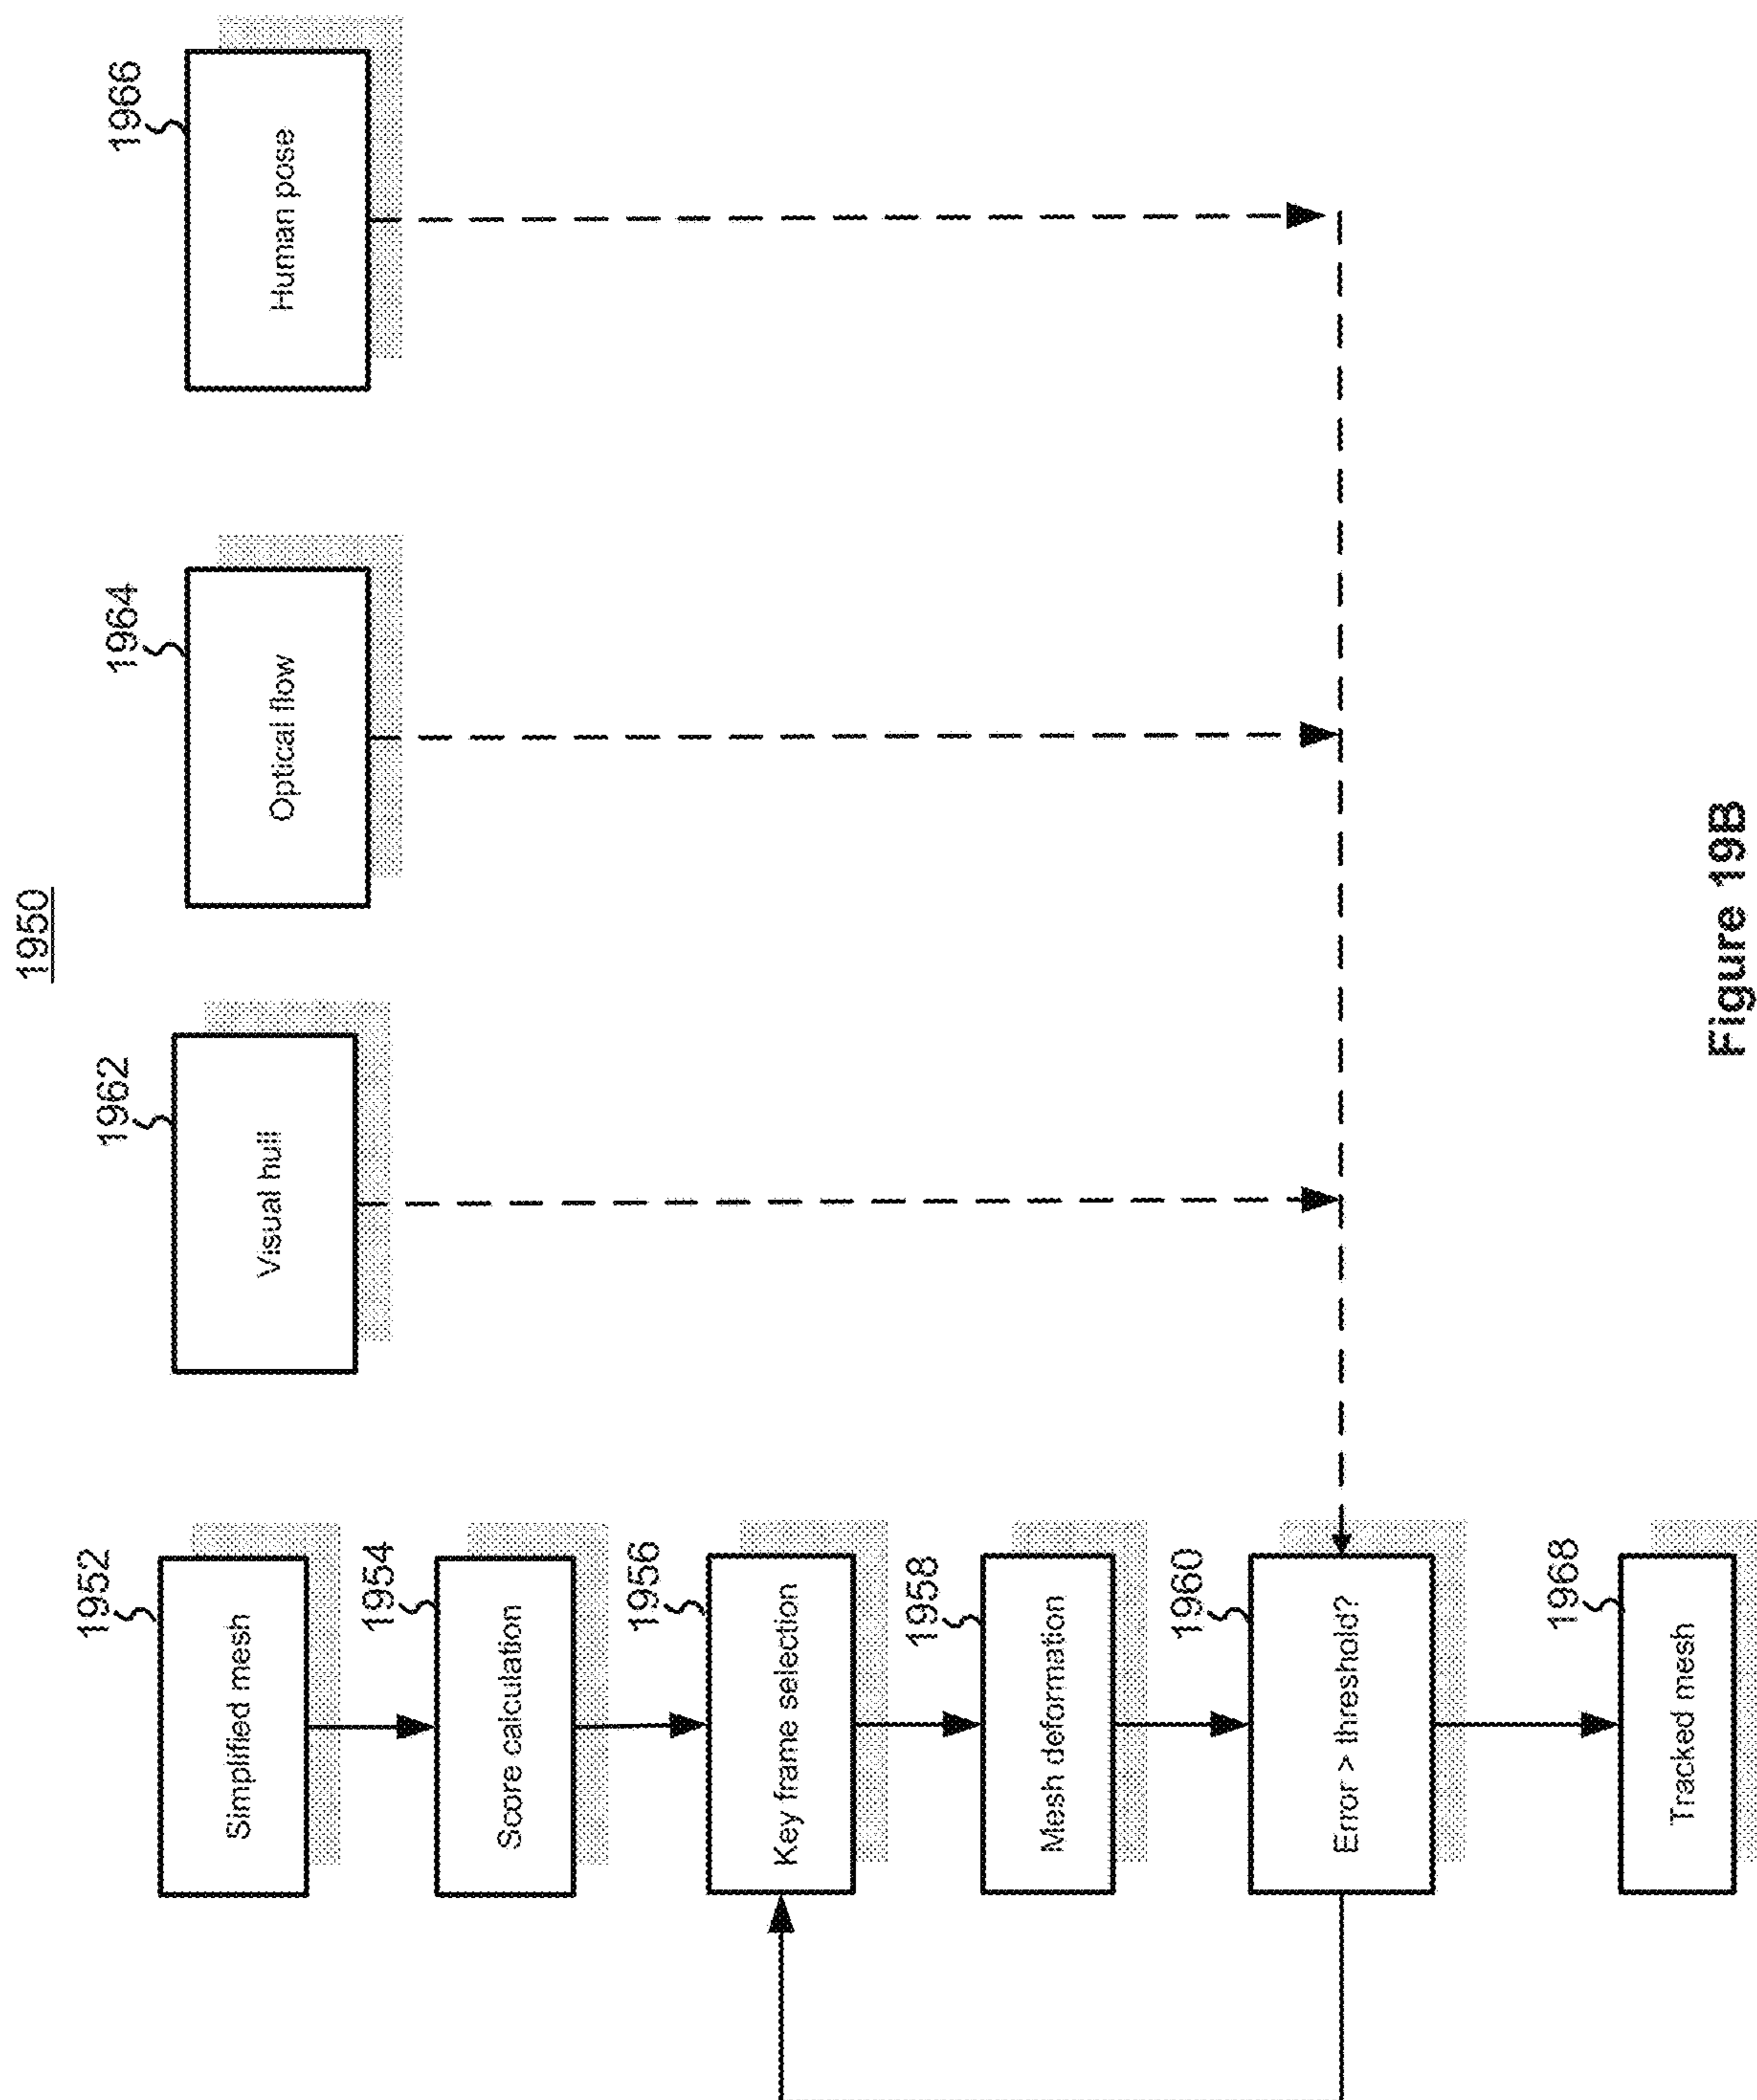 1950
1952
Simplified mesh
1954
Score calculation
1956
Key frame selection
1958
Mesh deformation
1960
Error > threshold?
1968
Tracked mesh
1962
Visual hull
1964
Optical flow
1966
Human pose
Figure 19B